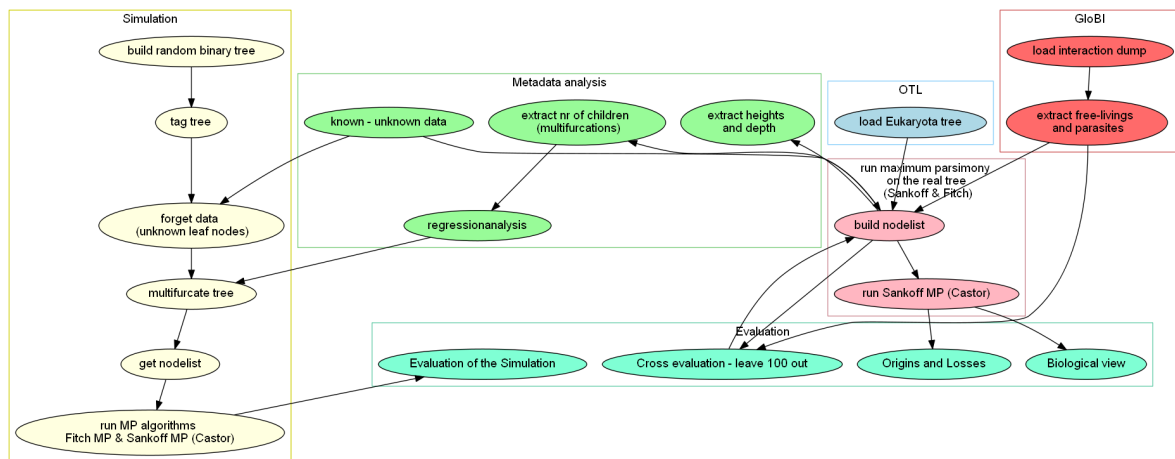 Simulation
build random binary tree
tag tree
forget data
(unknown leaf nodes)
multifurcate tree
get nodelist
run MP algorithms
Fitch MP & Sankoff MP (Castor)
Metadata analysis
known - unknown data
extract nr of children
(multifurcations)
extract heights
and depth
regressionanalysis
OTL
load Eukaryota tree
GloBI
load interaction dump
extract free-livings
and parasites
run maximum parsimony
on the real tree
(Sankoff & Fitch)
build nodelist
run Sankoff MP (Castor)
Evaluation
Evaluation of the Simulation
Cross evaluation - leave 100 out
Origins and Losses
Biological view